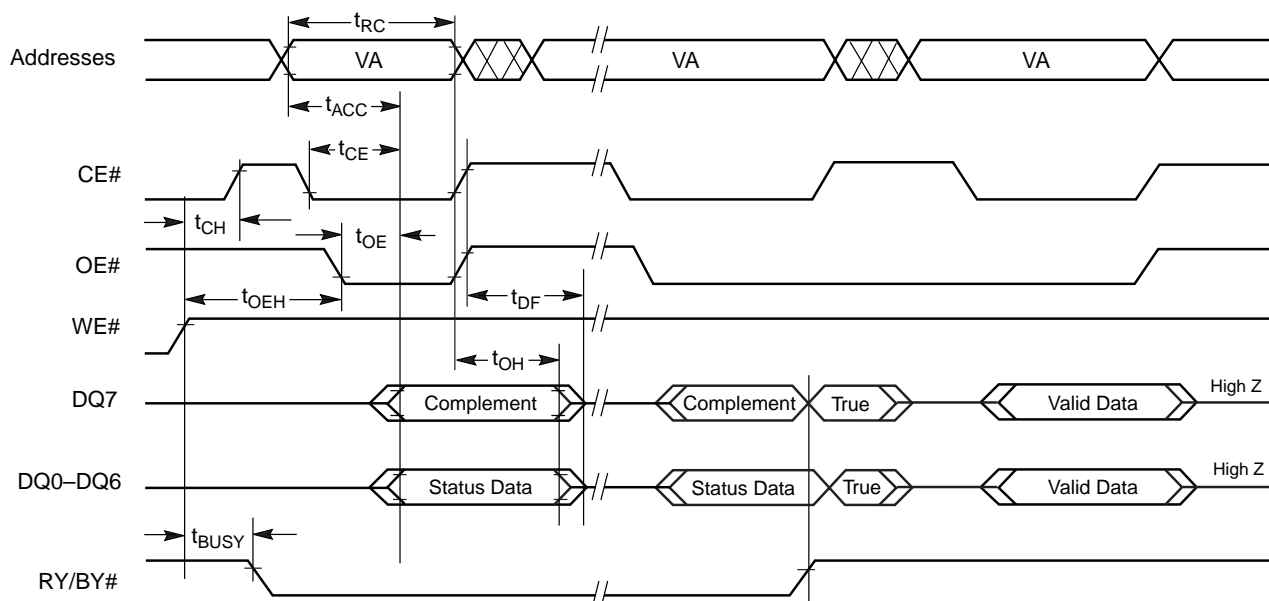 tRC
Addresses VA VA VA
tACC
tCE
CE#
tCH
tOE
OE#
tOEH tDF
WE#
tOH
DQ7 Complement Complement True Valid Data High Z
DQ0–DQ6 Status Data Status Data True Valid Data High Z
tBUSY
RY/BY#